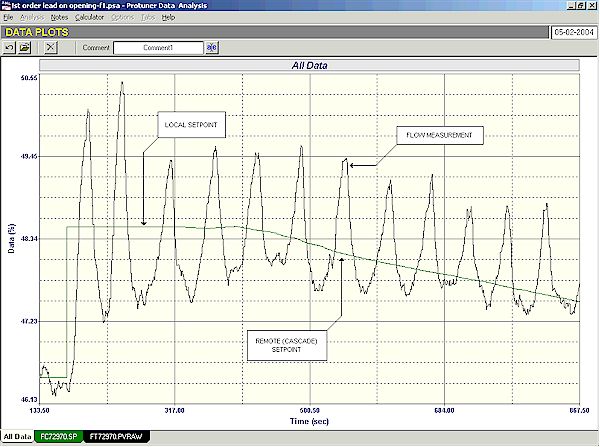 Ist order lead on opening-f1.psa - Protuner Data Analysis
File Analysis Notes Calculator Options Tabs Help
DATA PLOTS
05-02-2004
Comment Comment1
All Data
50.55
49.45
48.34
47.23
46.13
Data (%)
LOCAL SETPOINT
FLOW MEASUREMENT
REMOTE (CASCADE)
SETPOINT
133.50 317.00 500.50 684.00 867.50
Time (sec)
All Data FC72970.SP FT72970.PVRAW